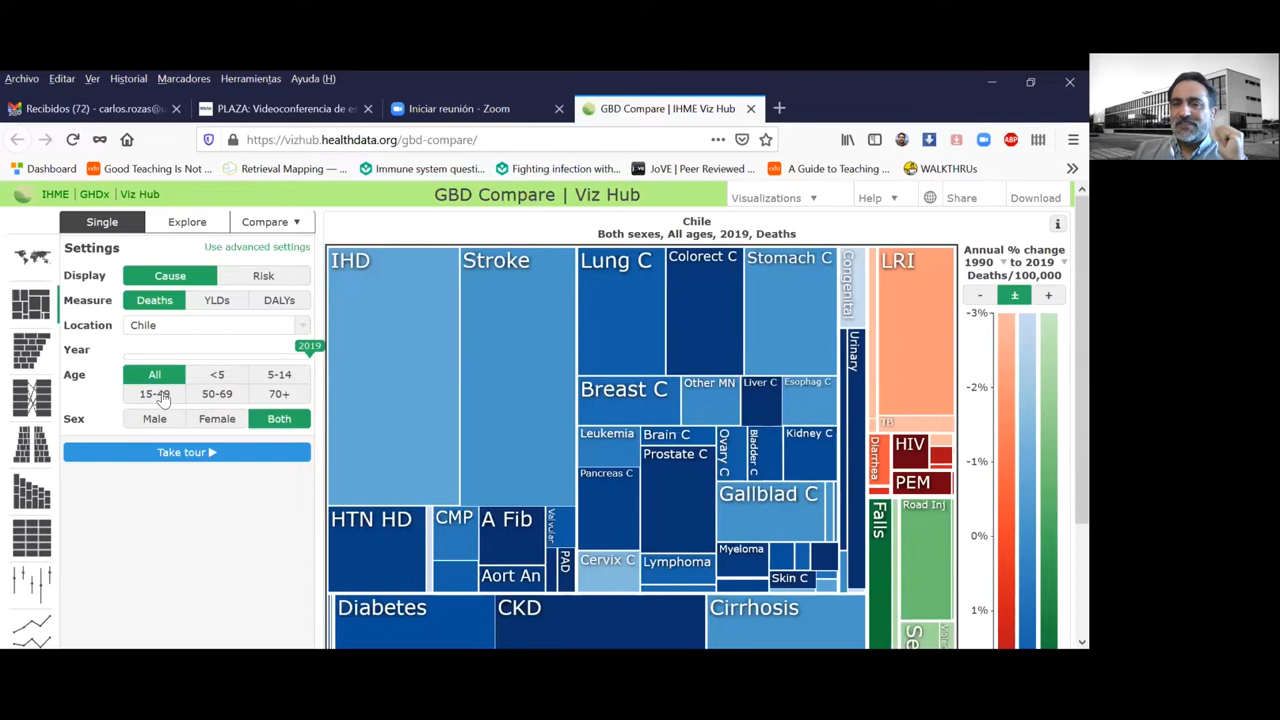 Archivo Editar Ver Historial Marcadores Herramientas Ayuda (H)
Recibidos (72) - carlos.rozas@
PLAZA: Videoconferencia de e
Iniciar reunión - Zoom
GBD Compare | IHME Viz Hub
https://vizhub.healthdata.org/gbd-compare/
Dashboard
Good Teaching Is Not ...
Retrieval Mapping — ...
Immune system questi...
Fighting infection with...
JoVE | Peer Reviewed ...
A Guide to Teaching ...
WALKTHRUs
IHME | GHDx | Viz Hub
GBD Compare | Viz Hub
Visualizations
Help
Share
Download
Single
Explore
Compare
Settings
Use advanced settings
Display
Cause
Risk
Measure
Deaths
YLDs
DALYs
Location
Chile
Year
2019
Age
All
<5
5-14
15-49
50-69
70+
Sex
Male
Female
Both
Take tour
Chile
Both sexes, All ages, 2019, Deaths
IHD
Stroke
Lung C
Colorect C
Stomach C
Congenital
LRI
Urinary
Breast C
Other MN
Liver C
Esophag C
TB
Leukemia
Brain C
Ovary C
Bladder C
Kidney C
Diarrhea
HIV
Prostate C
Pancreas C
PEM
Gallblad C
HTN HD
CMP
A Fib
Valvular
Falls
Road Inj
PAD
Myeloma
Cervix C
Lymphoma
Aort An
Skin C
Diabetes
CKD
Cirrhosis
Se
Annual % change
1990 to 2019
Deaths/100,000
- ± +
-3%
-2%
-1%
0%
1%
ABP